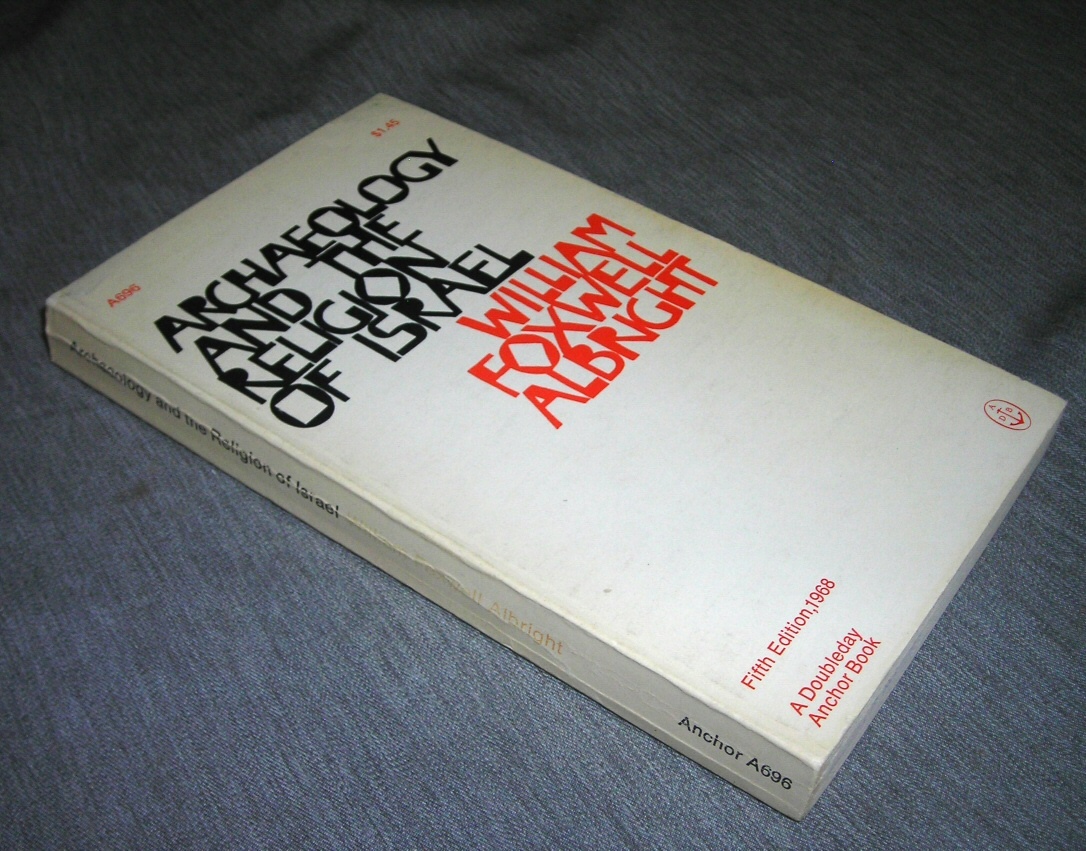 $1.45
A696
ARCHAEOLOGY
AND THE
RELIGION
OF ISRAEL
WILLIAM
FOXWELL
ALBRIGHT
A
D B
Fifth Edition,1968
A Doubleday
Anchor Book
Archaeology and the Religion of Israel Albright
Anchor A696